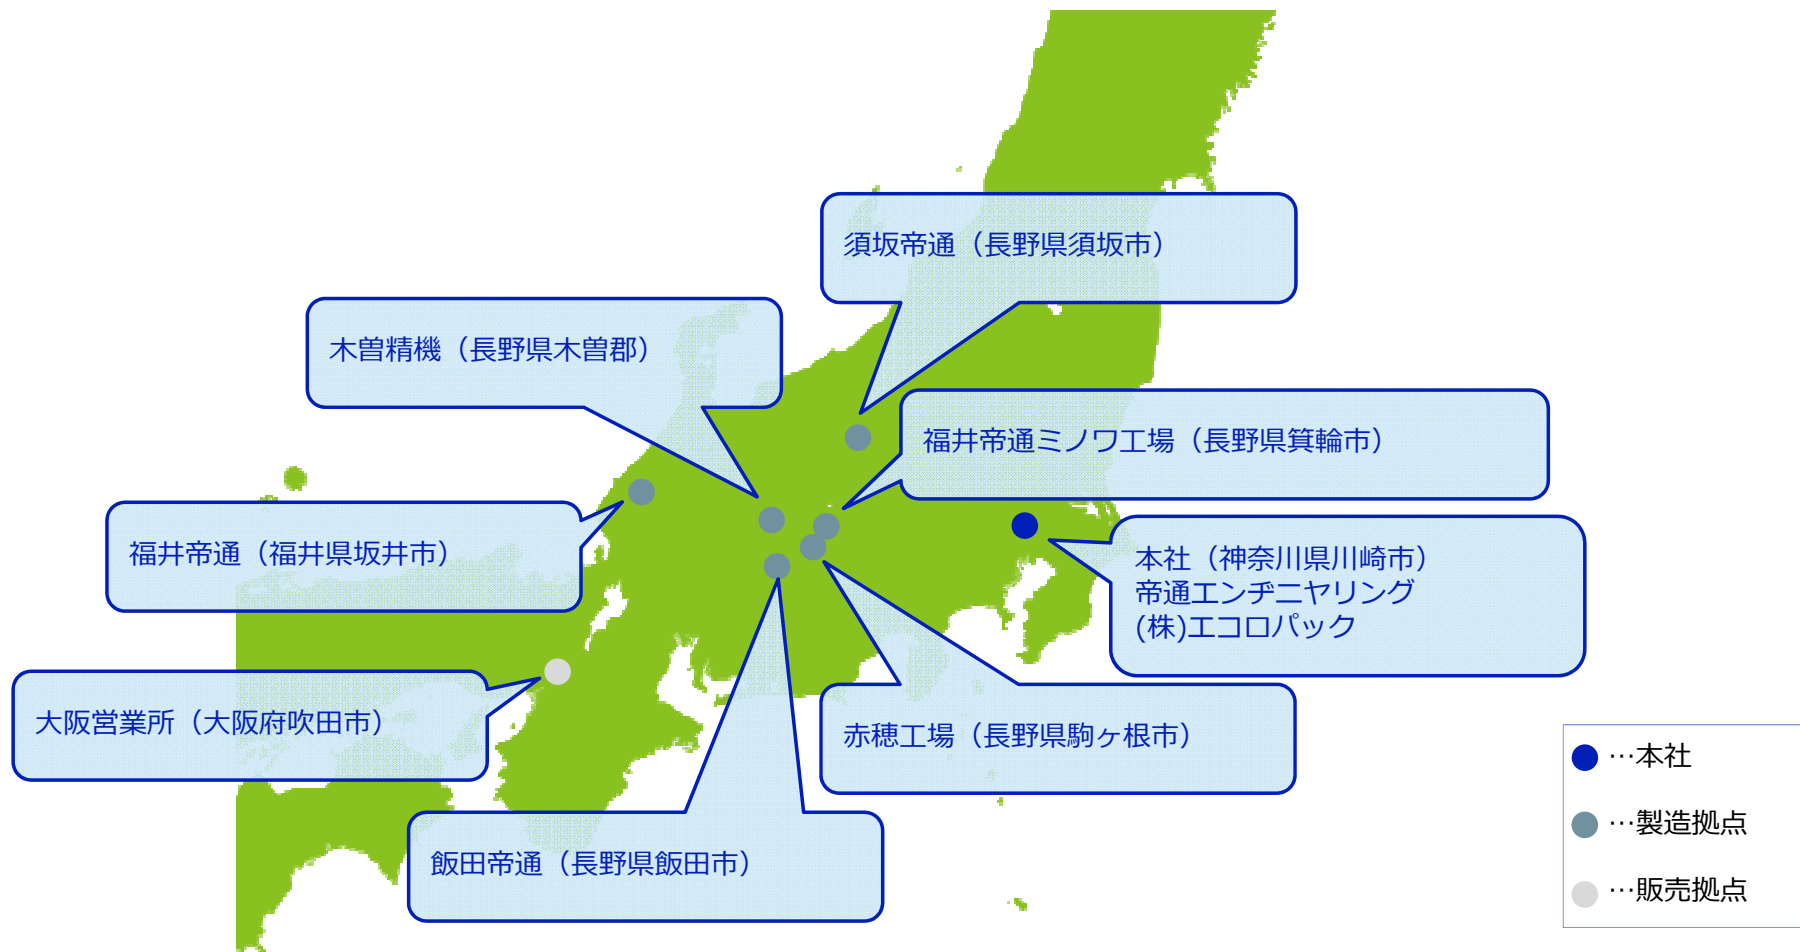 須坂帝通（長野県須坂市）
木曽精機（長野県木曽郡）
福井帝通ミノワ工場（長野県箕輪市）
福井帝通（福井県坂井市）
本社（神奈川県川崎市）
帝通エンヂニヤリング
(株)エコロパック
大阪営業所（大阪府吹田市）
赤穂工場（長野県駒ヶ根市）
飯田帝通（長野県飯田市）
…本社
…製造拠点
…販売拠点